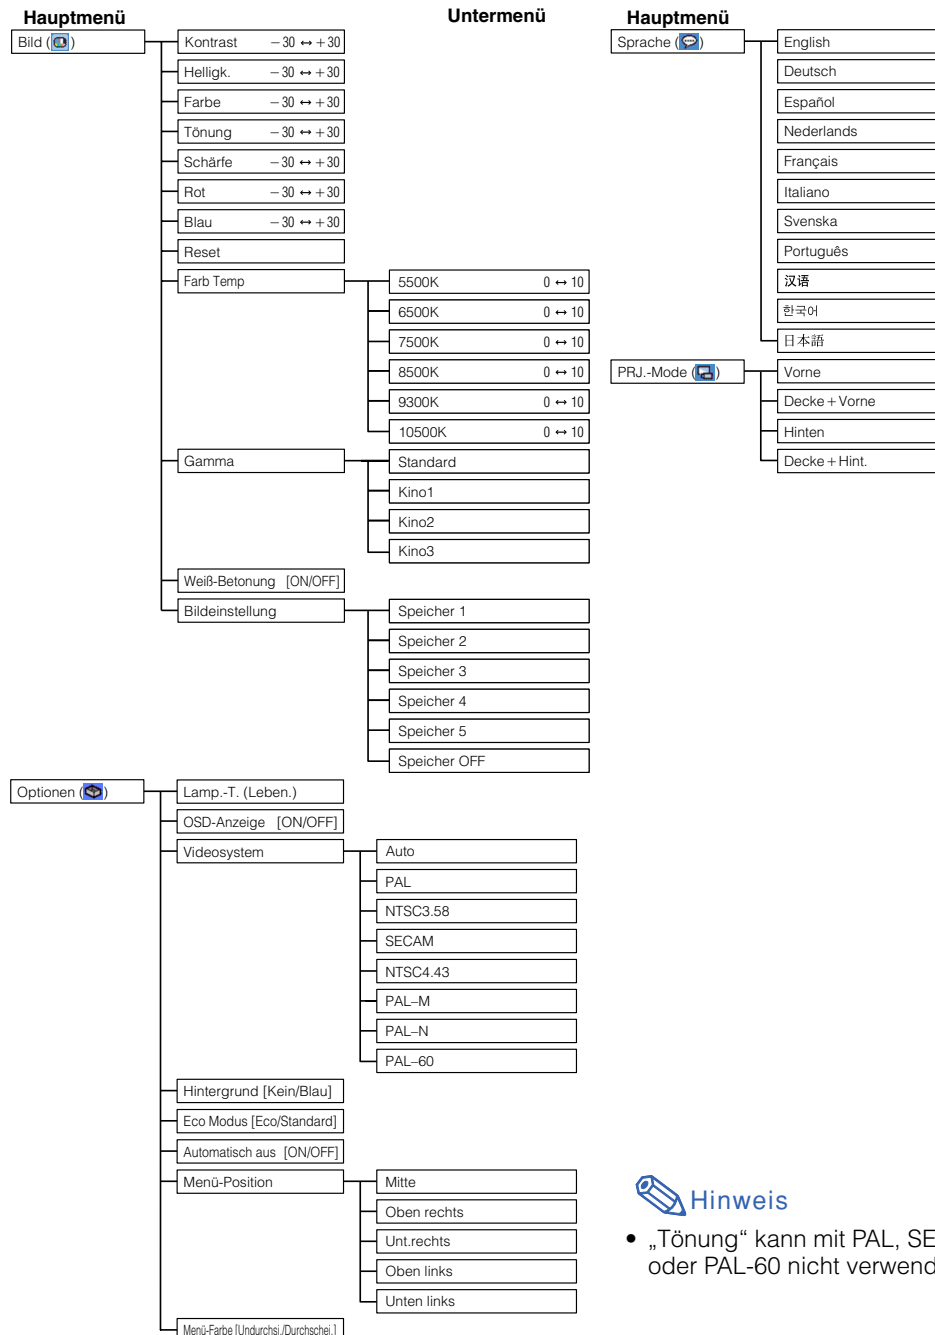 Hauptmenü
Untermenü
Bild ( )
Kontrast −30 ↔ +30
Helligk. −30 ↔ +30
Farbe −30 ↔ +30
Tönung −30 ↔ +30
Schärfe −30 ↔ +30
Rot −30 ↔ +30
Blau −30 ↔ +30
Reset
Farb Temp
5500K 0 ↔ 10
6500K 0 ↔ 10
7500K 0 ↔ 10
8500K 0 ↔ 10
9300K 0 ↔ 10
10500K 0 ↔ 10
Gamma
Standard
Kino1
Kino2
Kino3
Weiß-Betonung [ON/OFF]
Bildeinstellung
Speicher 1
Speicher 2
Speicher 3
Speicher 4
Speicher 5
Speicher OFF
Optionen ( )
Lamp.-T. (Leben.)
OSD-Anzeige [ON/OFF]
Videosystem
Auto
PAL
NTSC3.58
SECAM
NTSC4.43
PAL–M
PAL–N
PAL–60
Hintergrund [Kein/Blau]
Eco Modus [Eco/Standard]
Automatisch aus [ON/OFF]
Menü-Position
Mitte
Oben rechts
Unt.rechts
Oben links
Unten links
Menü-Farbe [Undurchsi./Durchschei.]
Hauptmenü
Sprache ( )
English
Deutsch
Español
Nederlands
Français
Italiano
Svenska
Português
汉语
한국어
日本語
PRJ.-Mode ( )
Vorne
Decke+Vorne
Hinten
Decke+Hint.
Hinweis
• „Tönung“ kann mit PAL, SE
oder PAL-60 nicht verwend